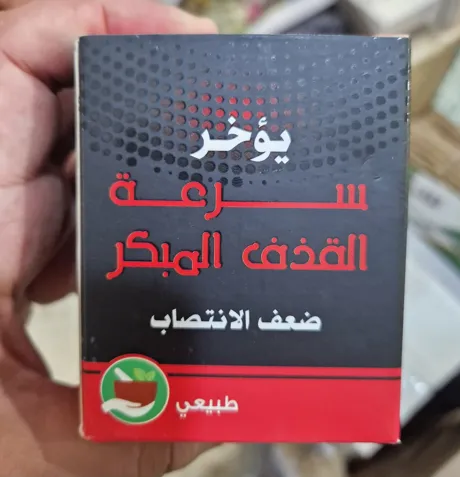 يؤخر
سرعة
القذف المبكر
ضعف الانتصاب
طبيعي